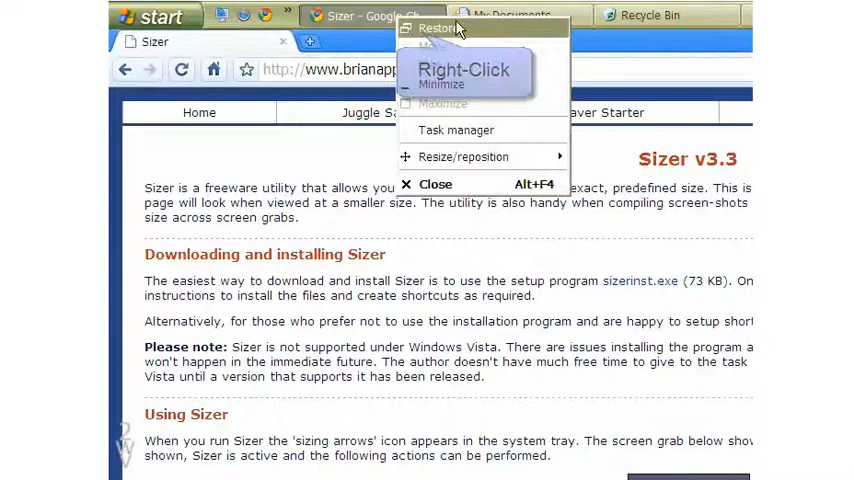 start
Sizer - Google Ch
My Documents
Recycle Bin
Sizer
Restore
http://www.brianapp
Right-Click
Minimize
Maximize
Home
Juggle Sa
aver Starter
Task manager
Resize/reposition
Close Alt+F4
Sizer v3.3
Sizer is a freeware utility that allows you exact, predefined size. This is
page will look when viewed at a smaller size. The utility is also handy when compiling screen-shots
size across screen grabs.
Downloading and installing Sizer
The easiest way to download and install Sizer is to use the setup program sizerinst.exe (73 KB). On
instructions to install the files and create shortcuts as required.
Alternatively, for those who prefer not to use the installation program and are happy to setup short
Please note: Sizer is not supported under Windows Vista. There are issues installing the program a
won't happen in the immediate future. The author doesn't have much free time to give to the task
Vista until a version that supports it has been released.
Using Sizer
When you run Sizer the 'sizing arrows' icon appears in the system tray. The screen grab below show
shown, Sizer is active and the following actions can be performed.